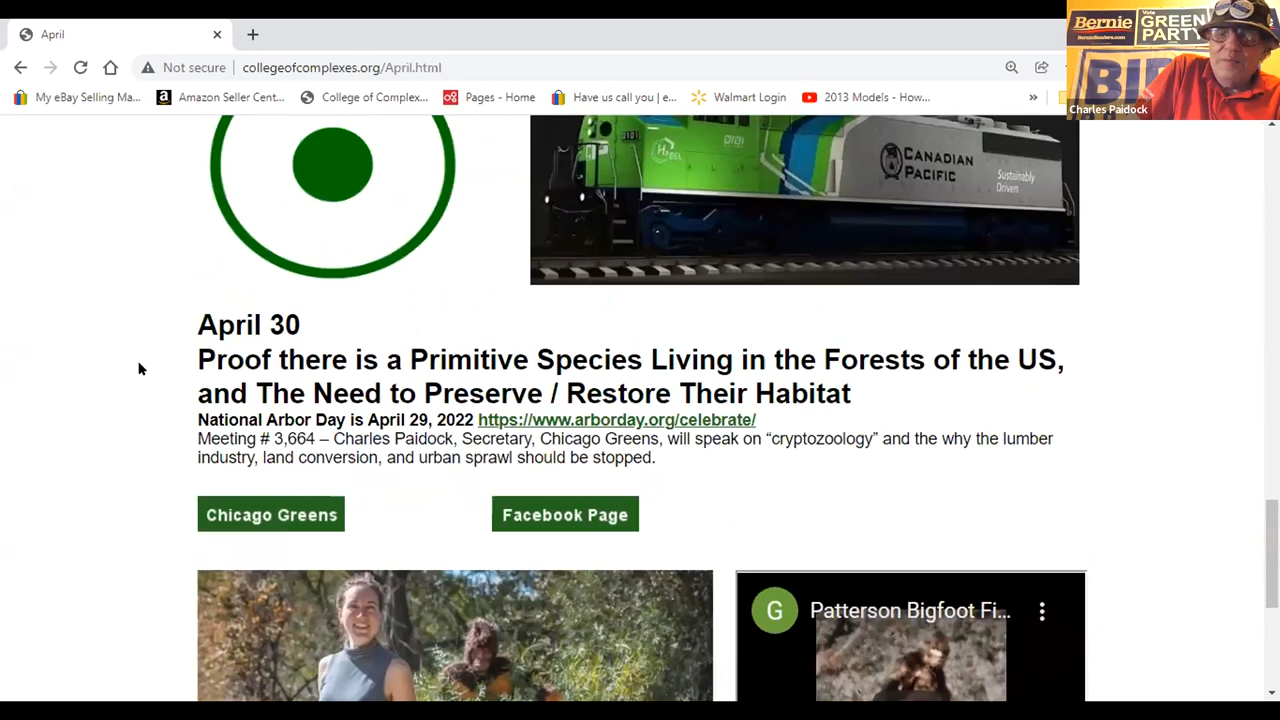 April
Not secure
collegeofcomplexes.org/April.html
My eBay Selling Ma...
Amazon Seller Cent...
College of Complex...
Pages - Home
Have us call you | e...
Walmart Login
2013 Models - How...
»
Bernie
BernieSanders.com
Vote
GREEN
PARTY
Charles Paidock
H2
CANADIAN
PACIFIC
Sustainably
Driven
April 30
Proof there is a Primitive Species Living in the Forests of the US,
and The Need to Preserve / Restore Their Habitat
National Arbor Day is April 29, 2022 https://www.arborday.org/celebrate/
Meeting # 3,664 – Charles Paidock, Secretary, Chicago Greens, will speak on “cryptozoology” and the why the lumber
industry, land conversion, and urban sprawl should be stopped.
Chicago Greens
Facebook Page
G
Patterson Bigfoot Fi...